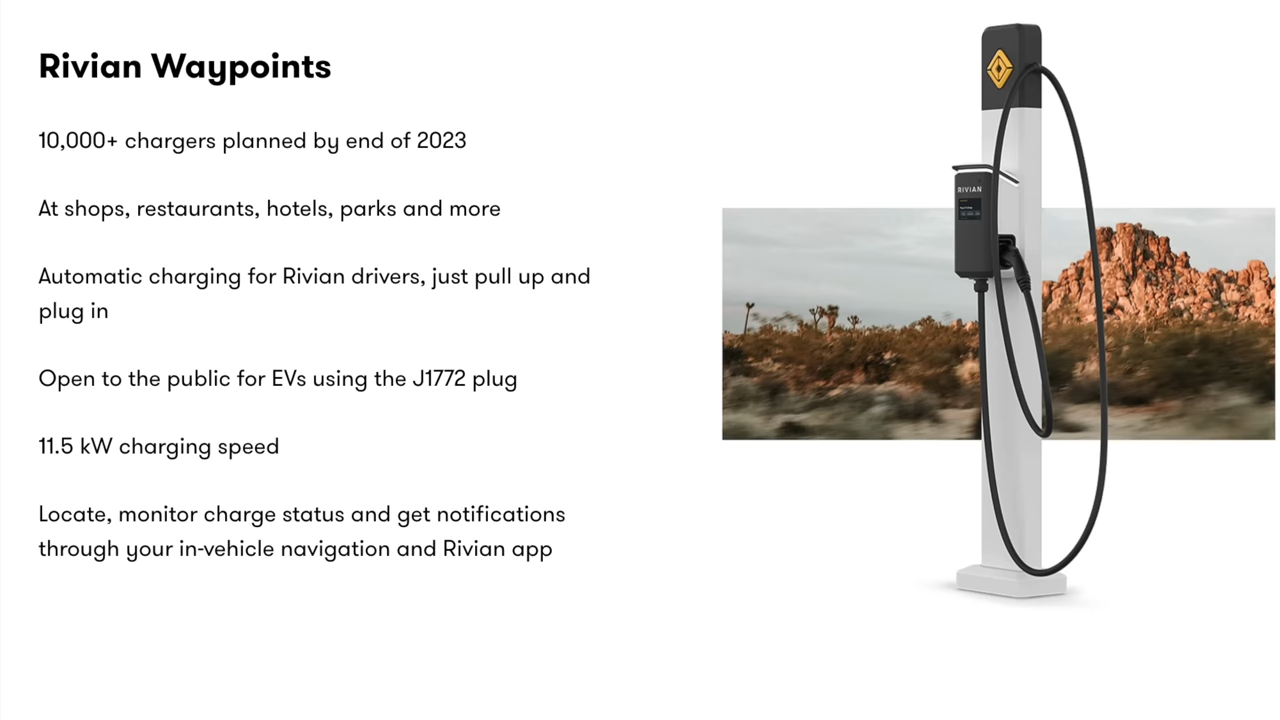 Rivian Waypoints
10,000+ chargers planned by end of 2023
At shops, restaurants, hotels, parks and more
Automatic charging for Rivian drivers, just pull up and
plug in
Open to the public for EVs using the J1772 plug
11.5 kW charging speed
Locate, monitor charge status and get notifications
through your in-vehicle navigation and Rivian app
RIVIAN